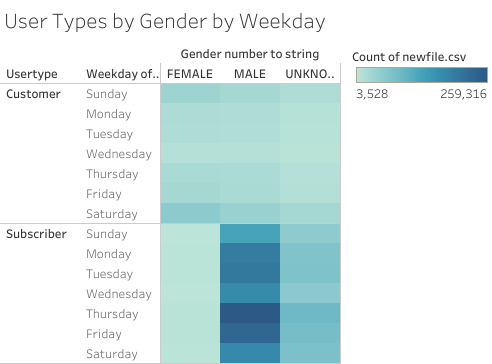 User Types by Gender by Weekday
Gender number to string
Usertype Weekday of.. FEMALE MALE UNKNO..
Customer Sunday
Monday
Tuesday
Wednesday
Thursday
Friday
Saturday
Subscriber Sunday
Monday
Tuesday
Wednesday
Thursday
Friday
Saturday
Count of newfile.csv
3,528 259,316